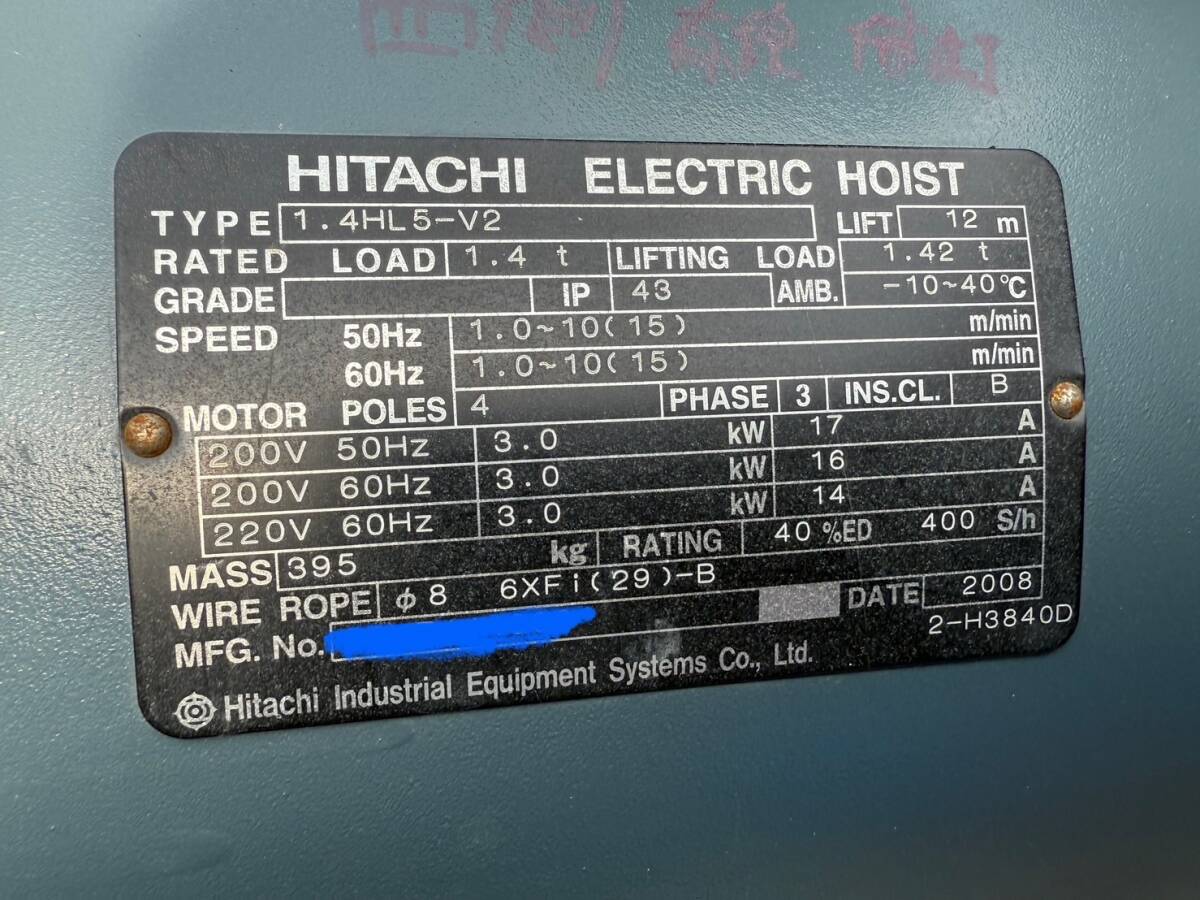 HITACHI ELECTRIC HOIST
TYPE 1.4HL5-V2 LIFT 12 m
RATED LOAD 1.4 t LIFTING LOAD 1.42 t
GRADE IP 43 AMB. -10~40℃
SPEED 50Hz 1.0~10(15) m/min
60Hz 1.0~10(15) m/min
MOTOR POLES 4 PHASE 3 INS.CL. B
200V 50Hz 3.0 kW 17 A
200V 60Hz 3.0 kW 16 A
220V 60Hz 3.0 kW 14 A
MASS 395 kg RATING 40 %ED 400 S/h
WIRE ROPE φ8 6XFi(29)-B
MFG. No. DATE 2008
2-H3840D
Hitachi Industrial Equipment Systems Co., Ltd.